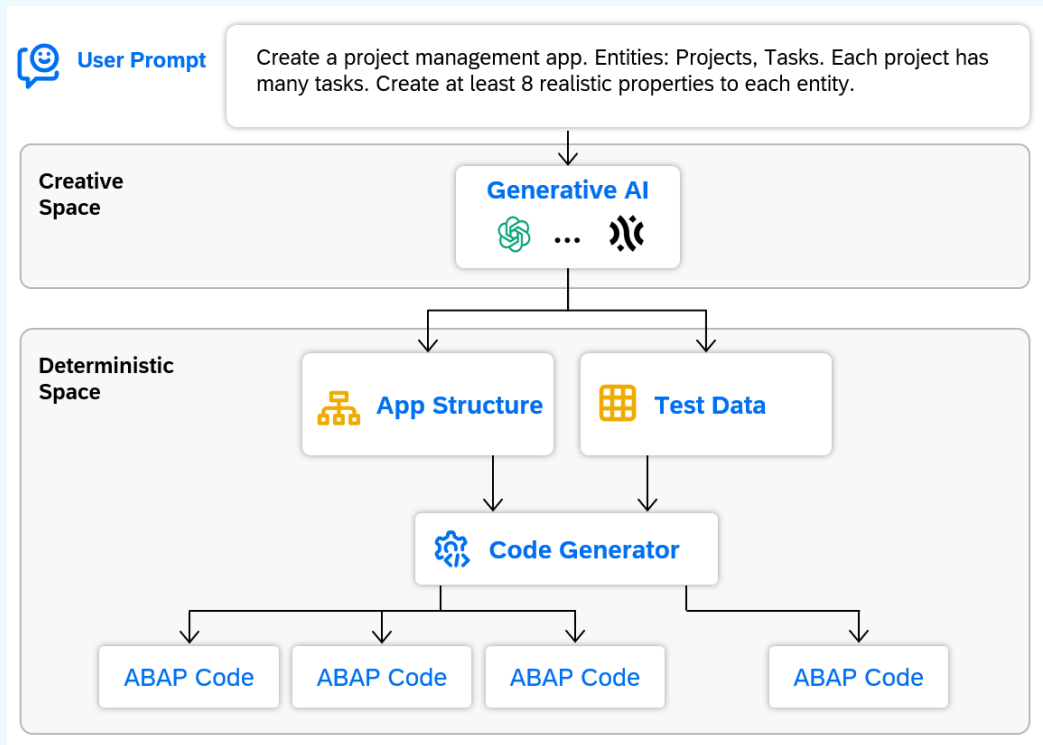 User Prompt
Create a project management app. Entities: Projects, Tasks. Each project has
many tasks. Create at least 8 realistic properties to each entity.
Creative
Space
Generative AI
...
Deterministic
Space
App Structure
Test Data
Code Generator
ABAP Code
ABAP Code
ABAP Code
ABAP Code